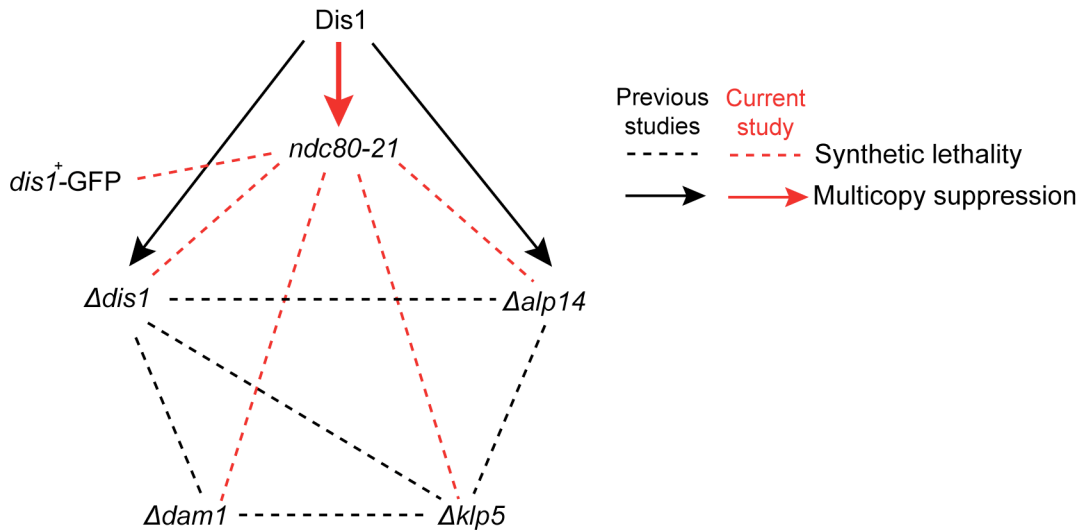 Dis1
Previous studies
Current study
ndc80-21
Synthetic lethality
dis1+-GFP
Multicopy suppression
Δdis1
Δalp14
Δdam1
Δklp5